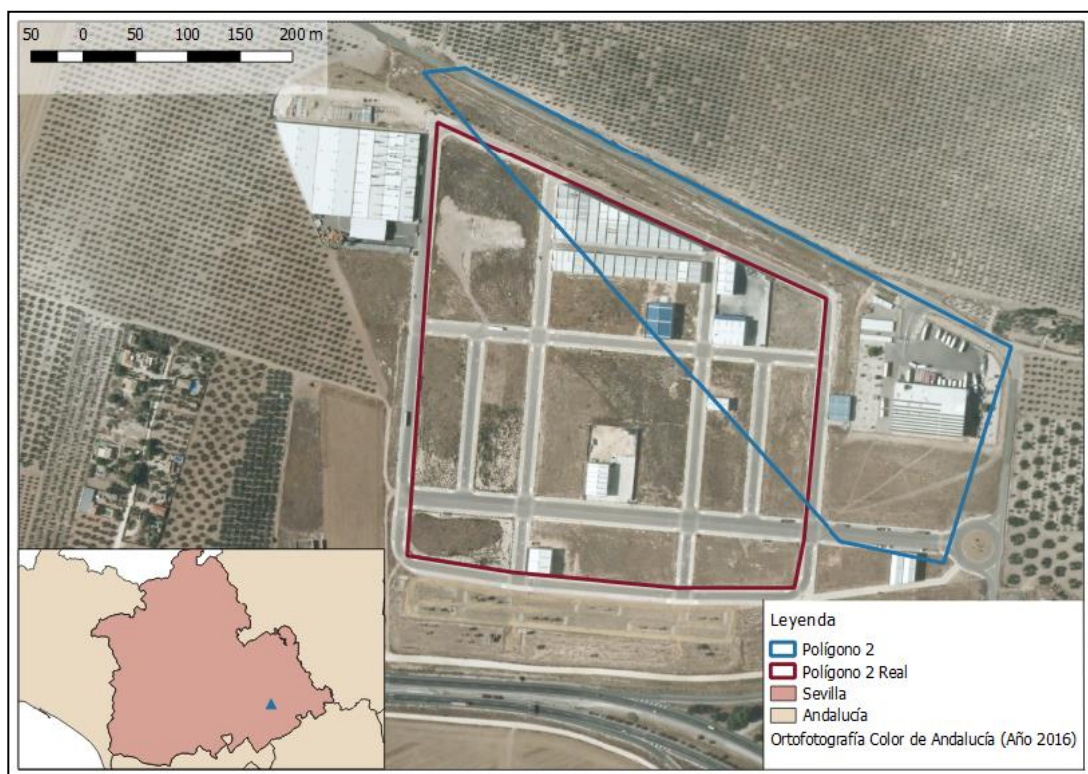 50 0 50 100 150 200 m
Leyenda
Polígono 2
Polígono 2 Real
Sevilla
Andalucía
Ortofotografía Color de Andalucía (Año 2016)